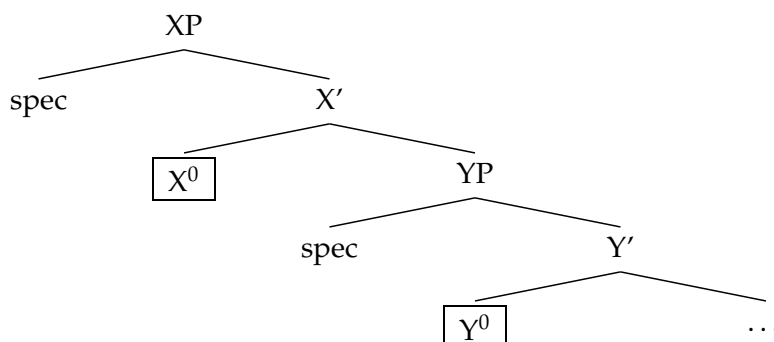 XP
spec X’
X⁰ YP
spec Y’
Y⁰ ...